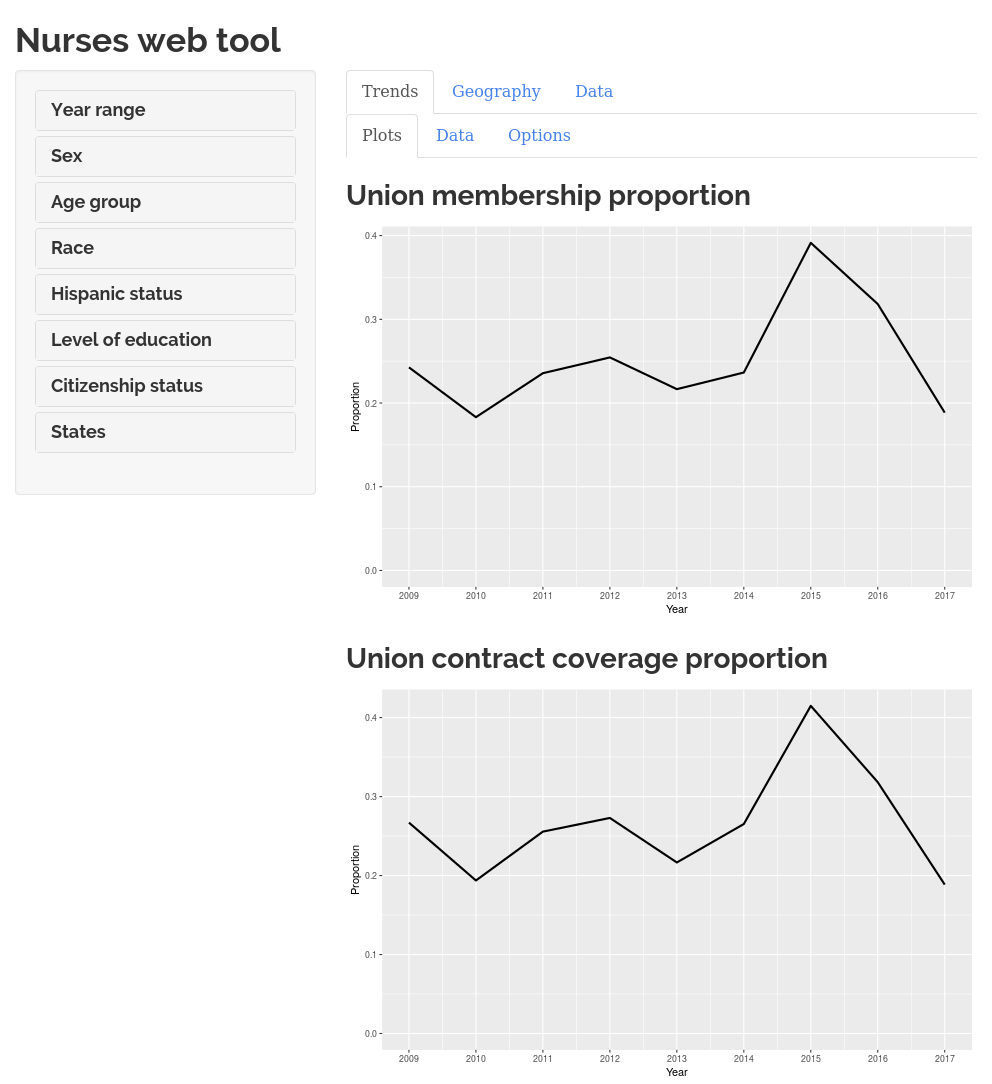 Nurses web tool
Year range
Sex
Age group
Race
Hispanic status
Level of education
Citizenship status
States
Trends Geography Data
Plots Data Options
Union membership proportion
Proportion
0.4
0.3
0.2
0.1
0.0
2009 2010 2011 2012 2013 2014 2015 2016 2017
Year
Union contract coverage proportion
Proportion
0.4
0.3
0.2
0.1
0.0
2009 2010 2011 2012 2013 2014 2015 2016 2017
Year